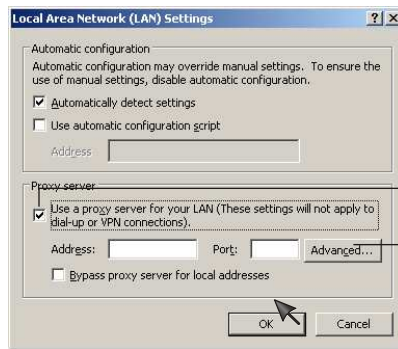 Local Area Network (LAN) Settings
Automatic configuration
Automatic configuration may override manual settings. To ensure the
use of manual settings, disable automatic configuration.
Automatically detect settings
Use automatic configuration script
Address
Proxy server
Use a proxy server for your LAN (These settings will not apply to
dial-up or VPN connections).
Address:
Port:
Advanced...
Bypass proxy server for local addresses
OK
Cancel